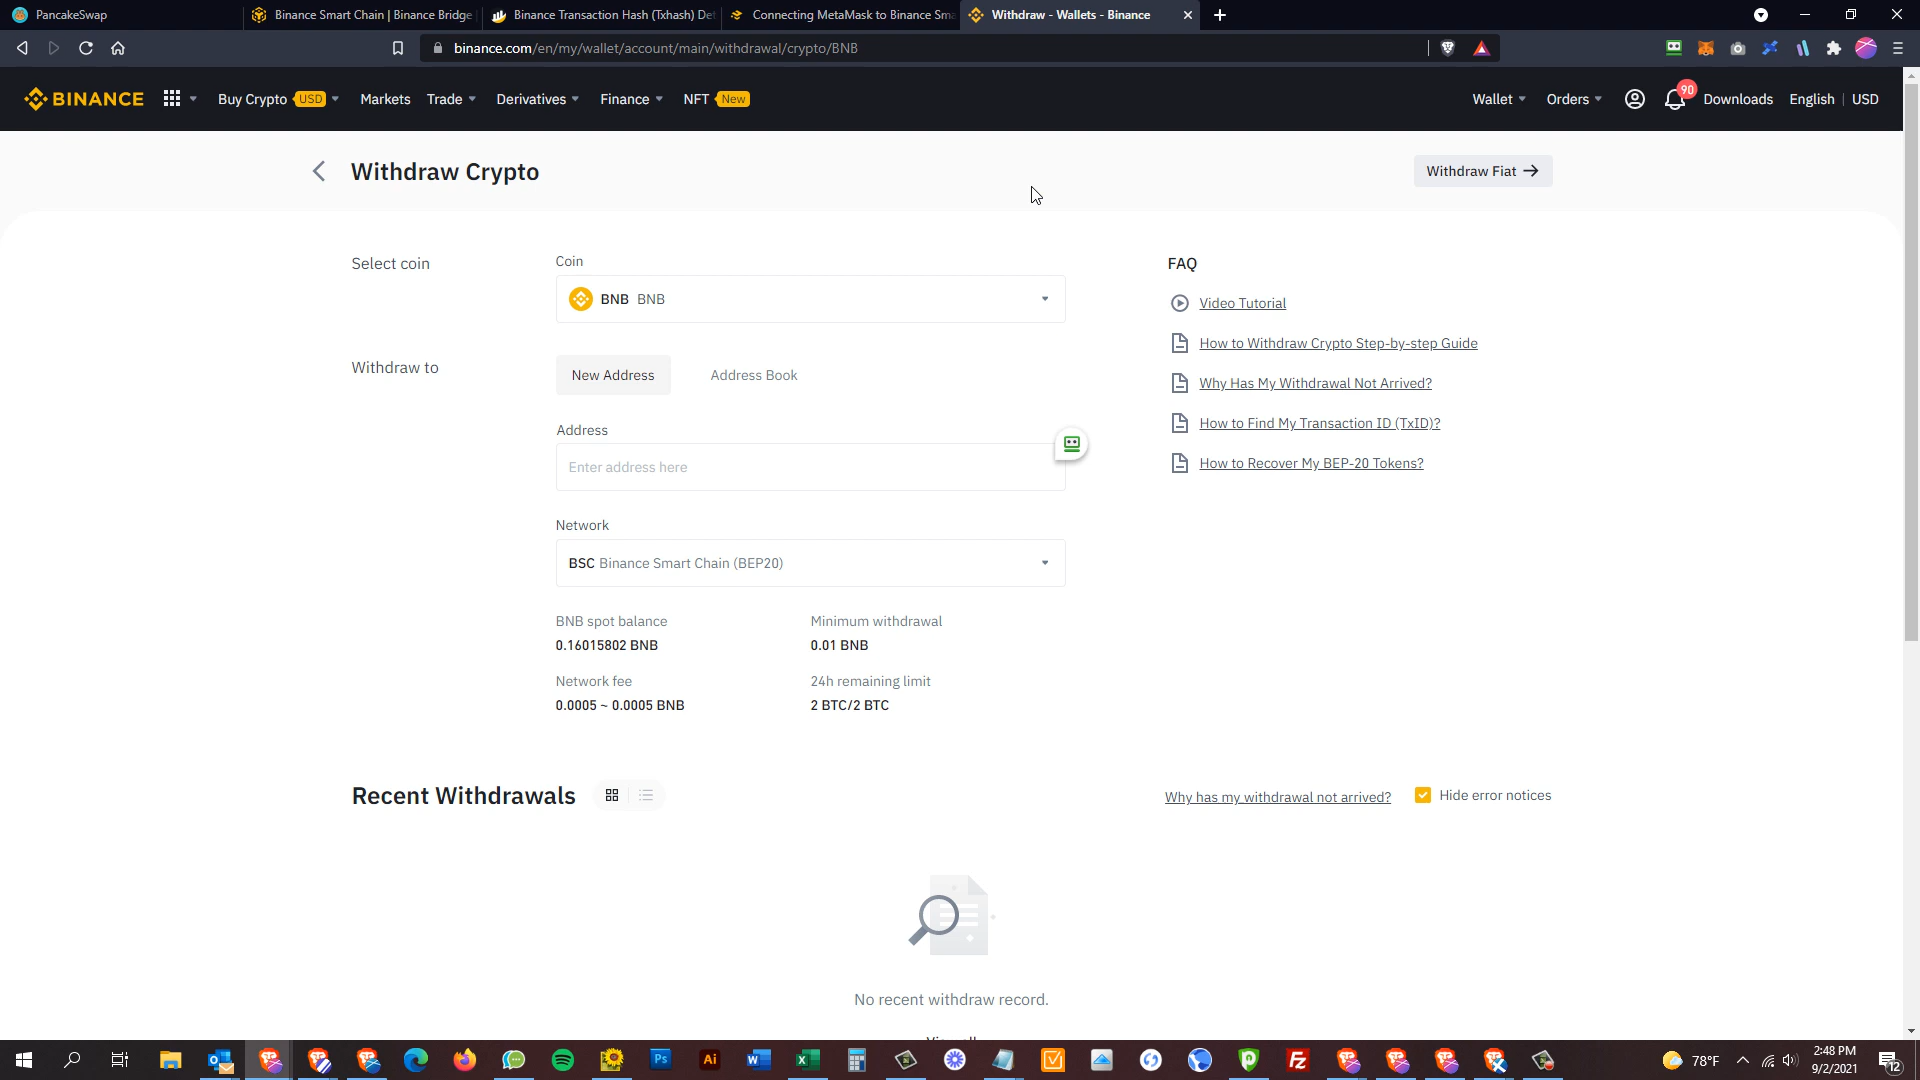 PancakeSwap
Binance Smart Chain | Binance Bridge
Binance Transaction Hash (Txhash) Det
Connecting MetaMask to Binance Sma
Withdraw - Wallets - Binance
binance.com/en/my/wallet/account/main/withdrawal/crypto/BNB
BINANCE
Buy Crypto USD
Markets
Trade
Derivatives
Finance
NFT New
Wallet
Orders
90
Downloads
English
USD
Withdraw Crypto
Withdraw Fiat
Select coin
Coin
BNB BNB
Withdraw to
New Address
Address Book
Address
Enter address here
Network
BSC Binance Smart Chain (BEP20)
BNB spot balance
0.16015802 BNB
Minimum withdrawal
0.01 BNB
Network fee
0.0005 ~ 0.0005 BNB
24h remaining limit
2 BTC/2 BTC
FAQ
Video Tutorial
How to Withdraw Crypto Step-by-step Guide
Why Has My Withdrawal Not Arrived?
How to Find My Transaction ID (TxID)?
How to Recover My BEP-20 Tokens?
Recent Withdrawals
Why has my withdrawal not arrived?
Hide error notices
No recent withdraw record.
Ps
Ai
78°F
2:48 PM
9/2/2021
12